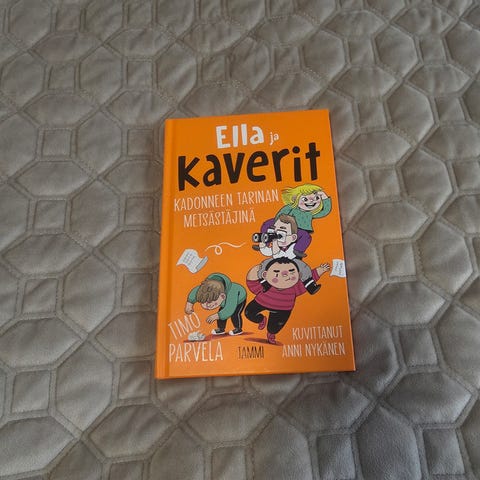 Ella ja
Kaverit
KADONNEEN TARINAN
METSÄSTÄJINÄ
TIMO
PARVELA
TAMMI
KUVITTANUT
ANNI NYKÄNEN